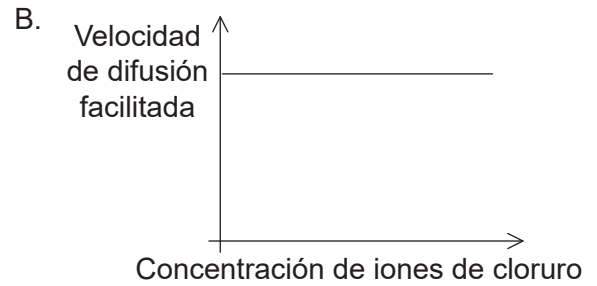 B.
Velocidad
de difusión
facilitada
Concentración de iones de cloruro